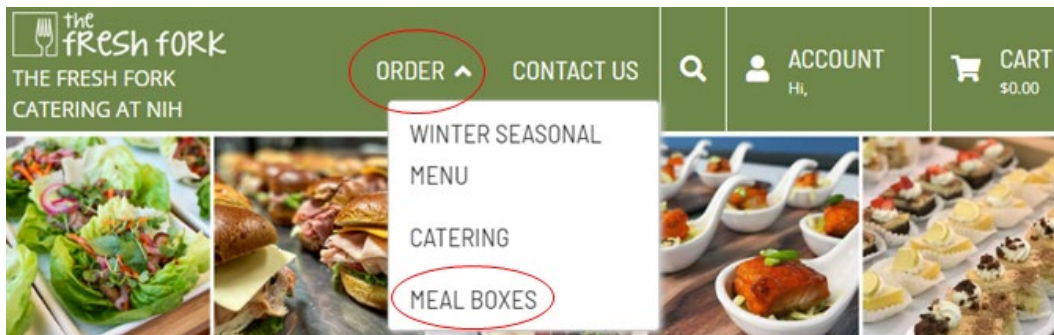 the
fResh foRK
THE FRESH FORK
CATERING AT NIH
ORDER
CONTACT US
ACCOUNT
Hi,
CART
$0.00
WINTER SEASONAL
MENU
CATERING
MEAL BOXES